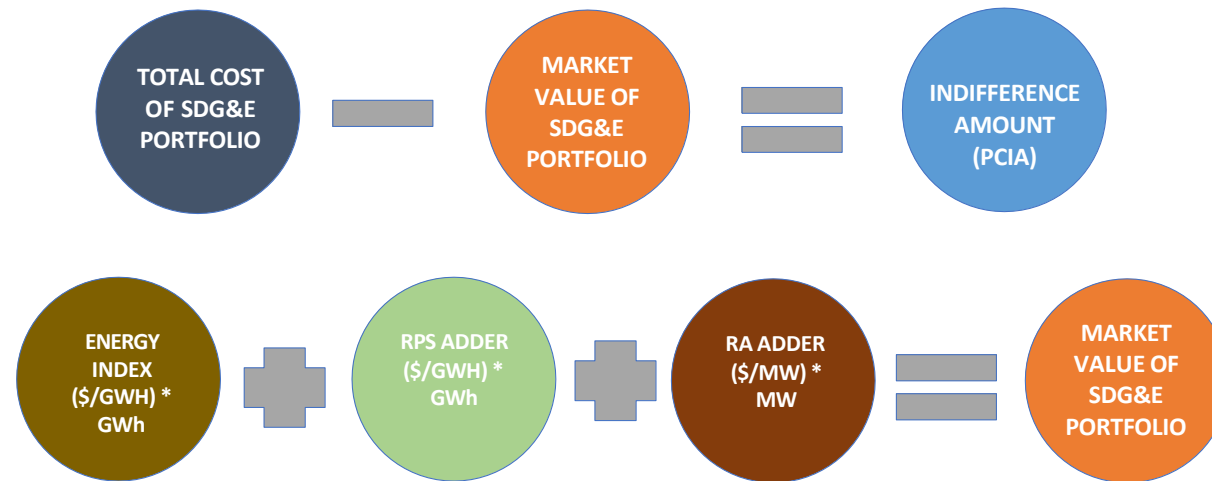 TOTAL COST
OF SDG&E
PORTFOLIO
MARKET
VALUE OF
SDG&E
PORTFOLIO
INDIFFERENCE
AMOUNT
(PCIA)
ENERGY
INDEX
($/GWH) *
GWh
RPS ADDER
($/GWH) *
GWh
RA ADDER
($/MW) *
MW
MARKET
VALUE OF
SDG&E
PORTFOLIO